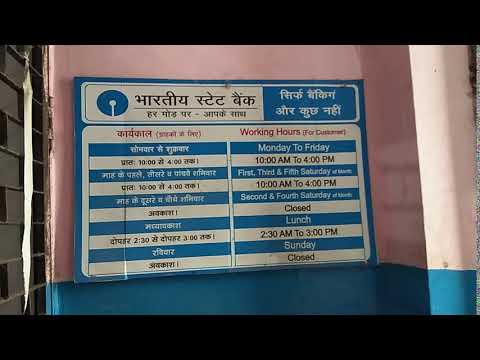 भारतीय स्टेट बैंक
हर मोड़ पर - आपके साथ
सिर्फ बैंकिंग
और कुछ नहीं
कार्यकाल (ग्राहकों के लिए)
Working Hours (For Customer)
सोमवार से शुक्रवार
Monday To Friday
प्रातः 10:00 से 4:00 तक।
10:00 AM To 4:00 PM
माह के पहले, तीसरे व पांचवे शनिवार
First, Third & Fifth Saturday of Month
प्रातः 10:00 से 4:00 तक।
10:00 AM To 4:00 PM
माह के दूसरे व चौथे शनिवार
Second & Fourth Saturday of Month
अवकाश।
Closed
मध्यावकाश
Lunch
दोपहर 2:30 से दोपहर 3:00 तक।
2:30 AM To 3:00 PM
रविवार
Sunday
अवकाश।
Closed